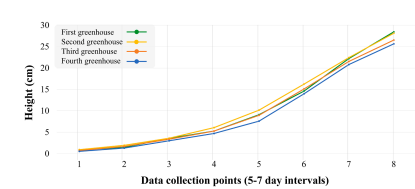 30
25
20
15
10
5
0
Height (cm)
First greenhouse
Second greenhouse
Third greenhouse
Fourth greenhouse
1 2 3 4 5 6 7 8
Data collection points (5-7 day intervals)